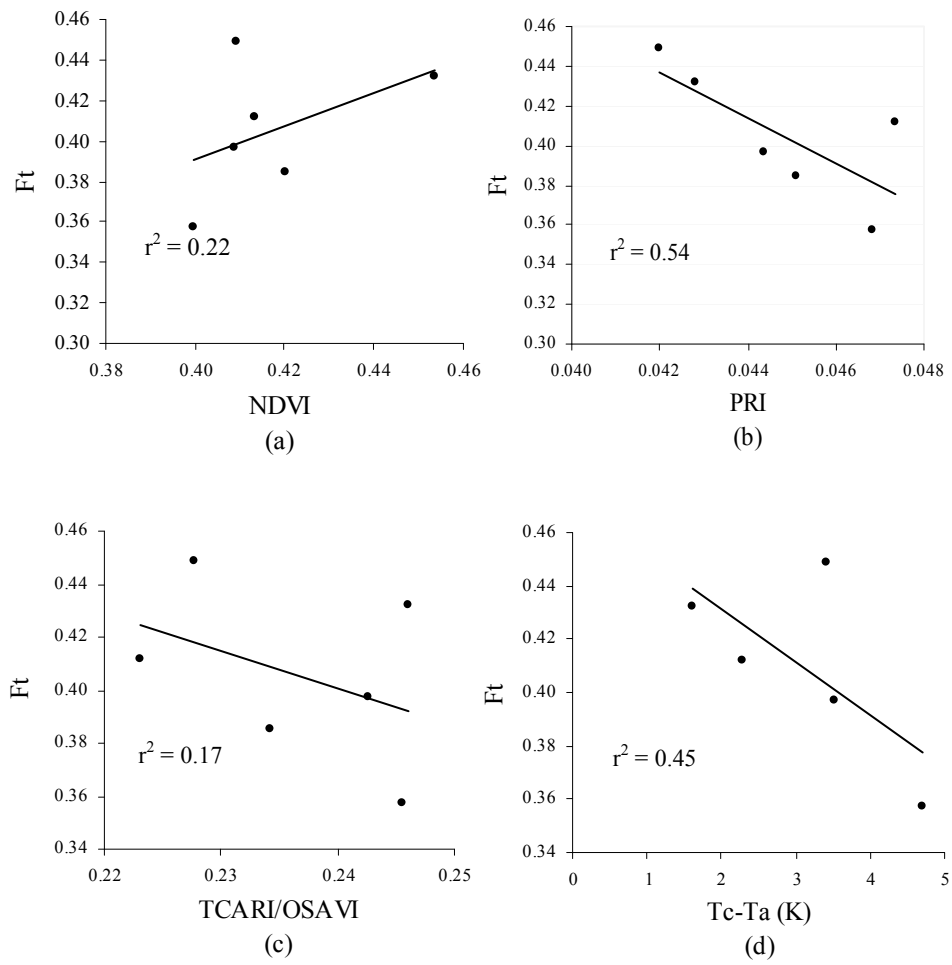 0.46
0.44
0.42
0.40
0.38
0.36
0.34
0.32
0.30
Ft
r² = 0.22
0.38 0.40 0.42 0.44 0.46
NDVI
(a)
0.46
0.44
0.42
0.40
0.38
0.36
0.34
0.32
0.30
Ft
r² = 0.54
0.040 0.042 0.044 0.046 0.048
PRI
(b)
0.46
0.44
0.42
0.40
0.38
0.36
0.34
Ft
r² = 0.17
0.22 0.23 0.24 0.25
TCARI/OSAVI
(c)
0.46
0.44
0.42
0.40
0.38
0.36
0.34
Ft
r² = 0.45
0 1 2 3 4 5
Tc-Ta (K)
(d)